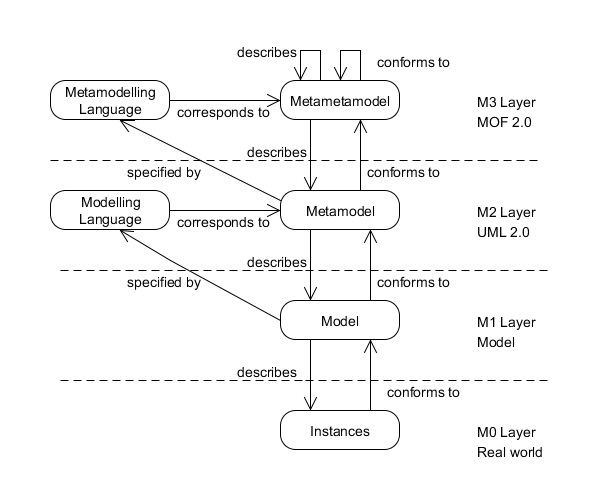 describes
conforms to
Metamodelling
Language
corresponds to
Metametamodel
M3 Layer
MOF 2.0
describes
specified by
conforms to
Modelling
Language
corresponds to
Metamodel
M2 Layer
UML 2.0
describes
specified by
conforms to
Model
M1 Layer
Model
describes
conforms to
Instances
M0 Layer
Real world